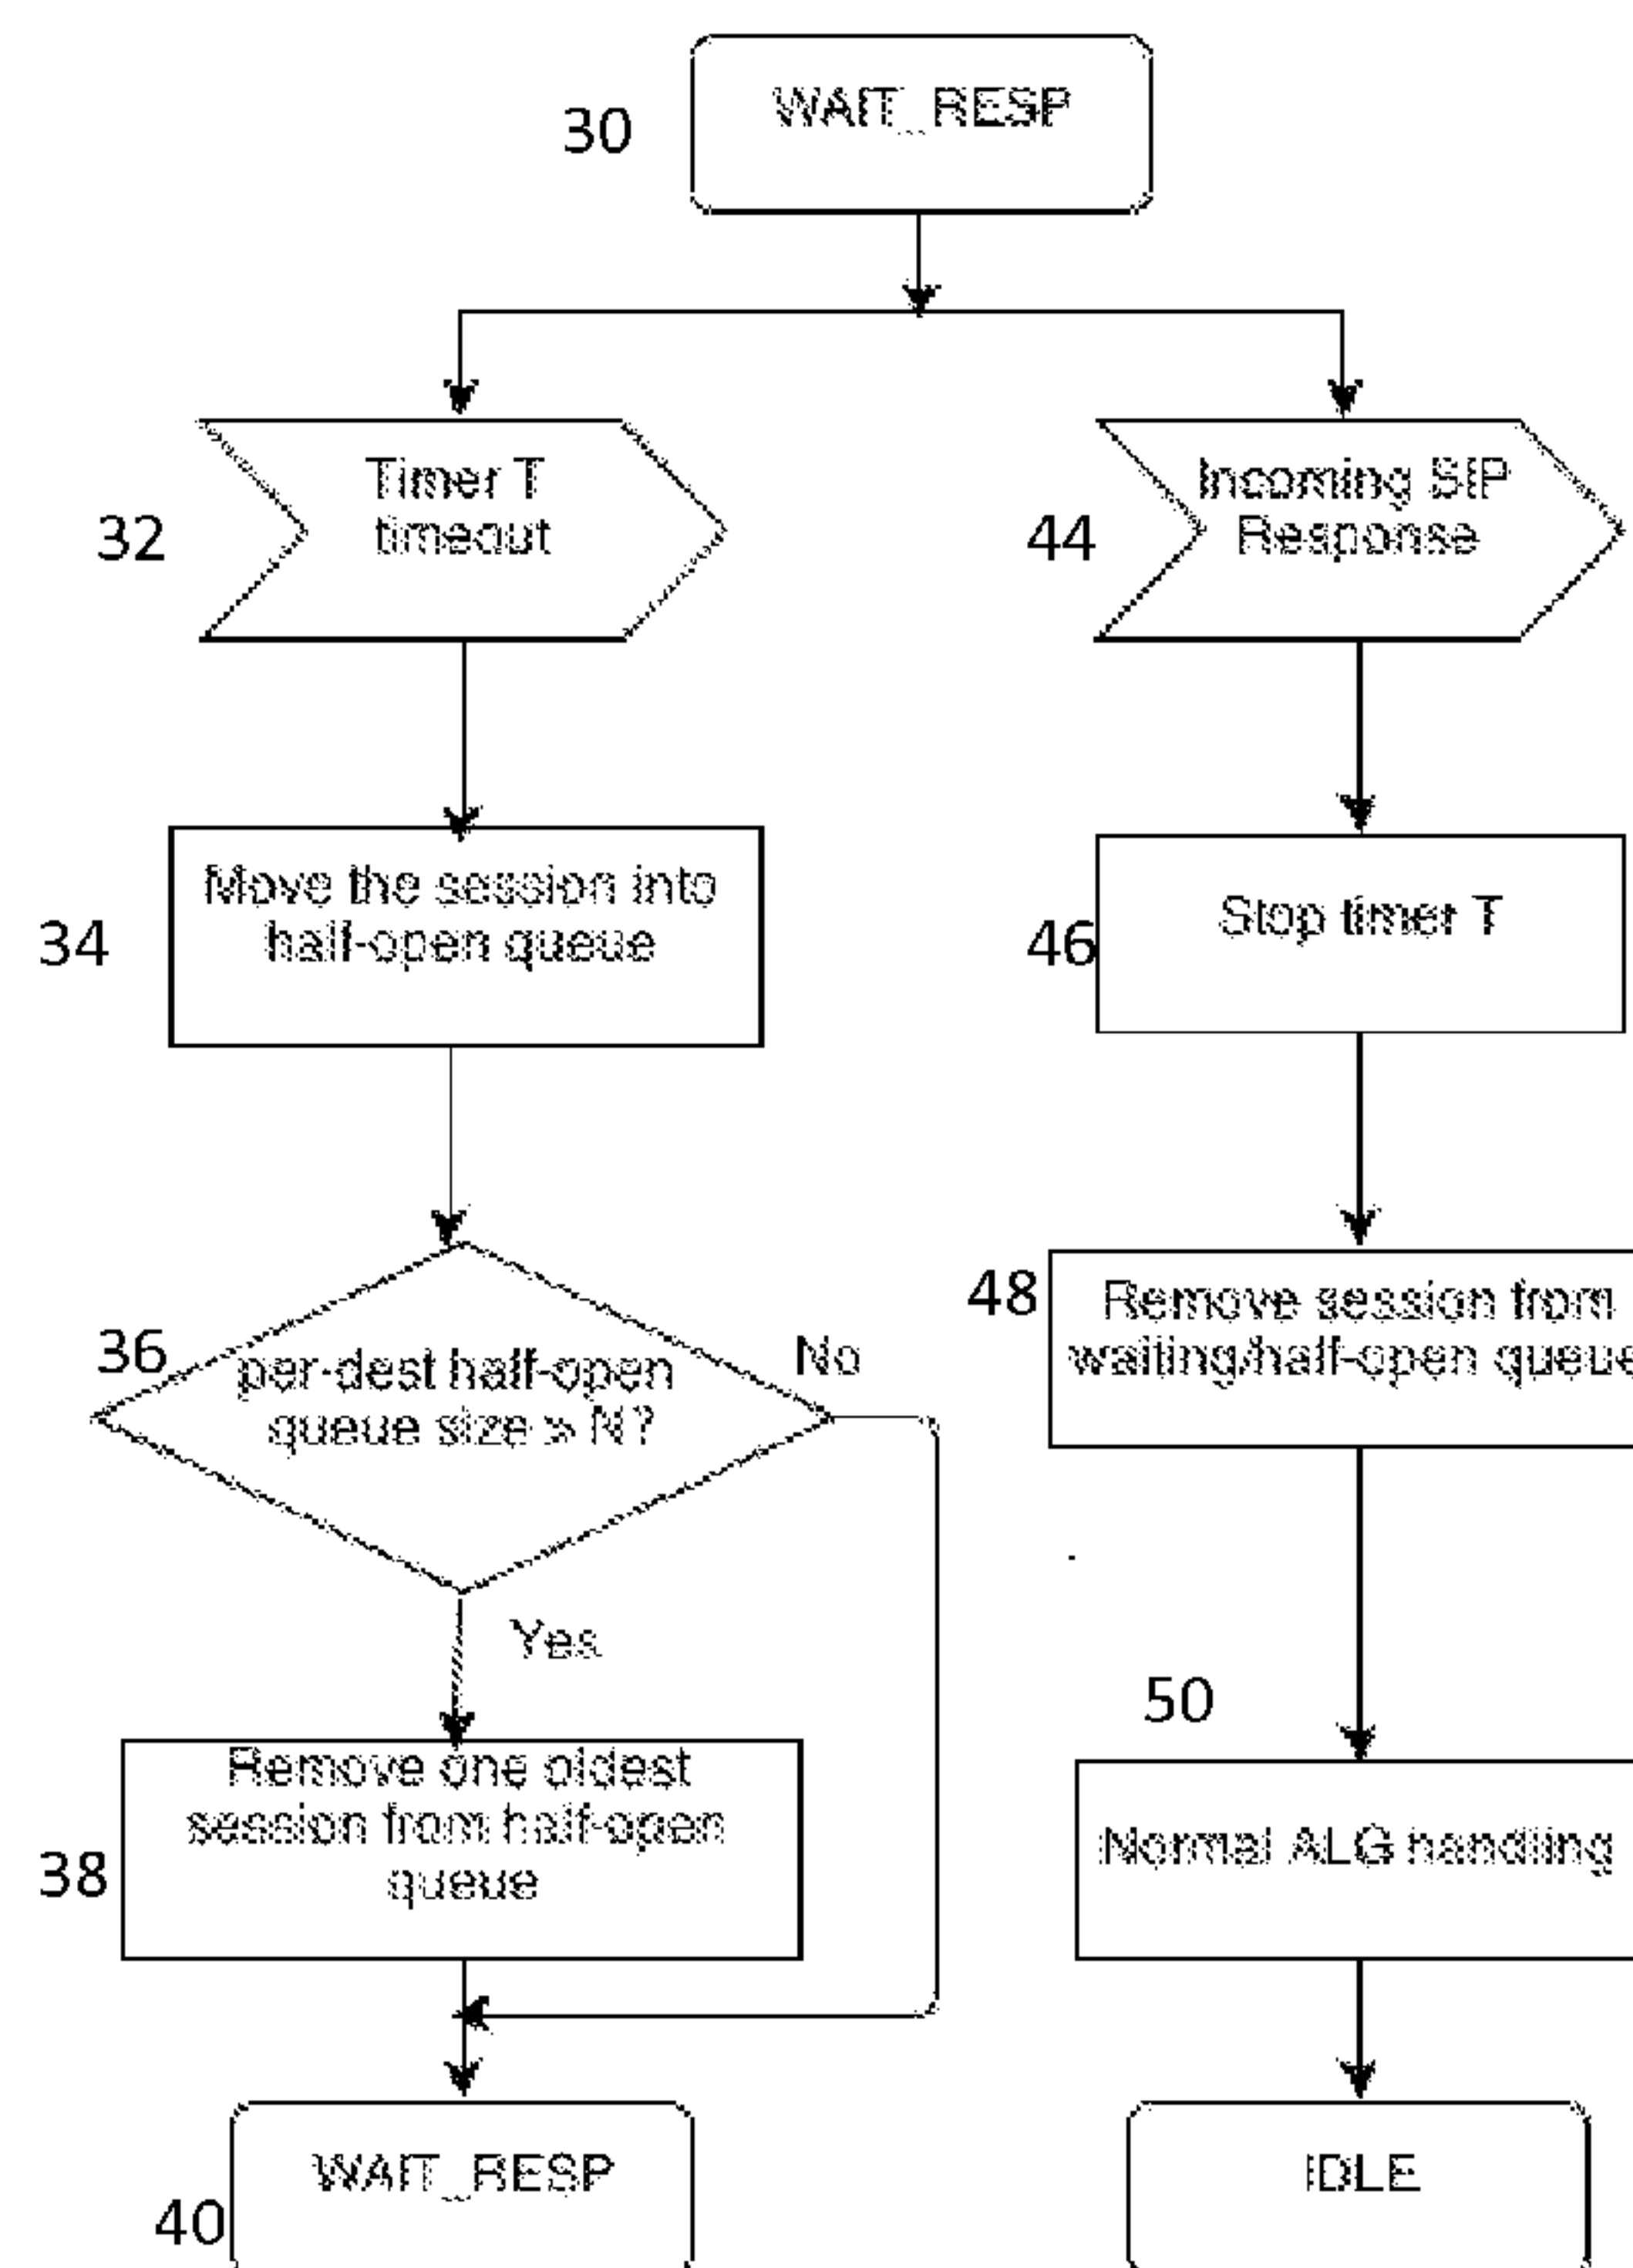 30
WAIT_RESP
32
Timer T
timeout
44
Incoming SIP
Response
34
Move the session into
half-open queue
46
Stop timer T
36
per-dest half-open
queue size > N?
No
Yes
48
Remove session from
waiting/half-open queue
38
Remove one oldest
session from half-open
queue
50
Normal ALG handling
40
WAIT_RESP
IDLE